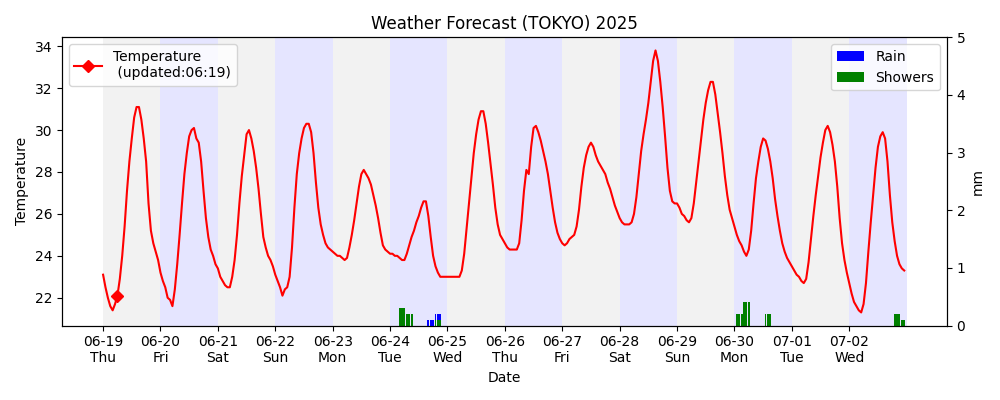 Weather Forecast (TOKYO) 2025
Temperature
(updated:06:19)
Rain
Showers
Temperature
34
32
30
28
26
24
22
5
4
3
2
1
0
mm
06-19 06-20 06-21 06-22 06-23 06-24 06-25 06-26 06-27 06-28 06-29 06-30 07-01 07-02
Thu Fri Sat Sun Mon Tue Wed Thu Fri Sat Sun Mon Tue Wed
Date